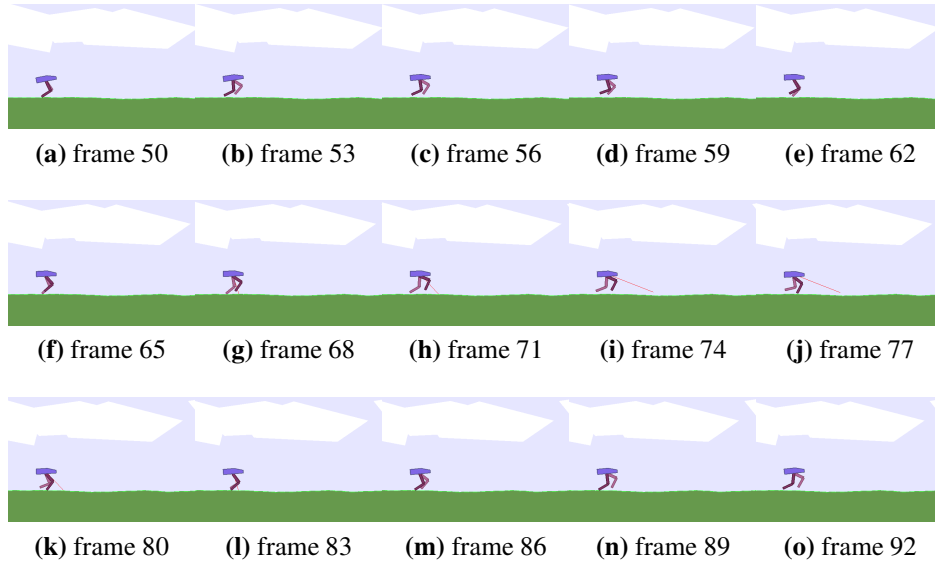 (a) frame 50 (b) frame 53 (c) frame 56 (d) frame 59 (e) frame 62
(f) frame 65 (g) frame 68 (h) frame 71 (i) frame 74 (j) frame 77
(k) frame 80 (l) frame 83 (m) frame 86 (n) frame 89 (o) frame 92